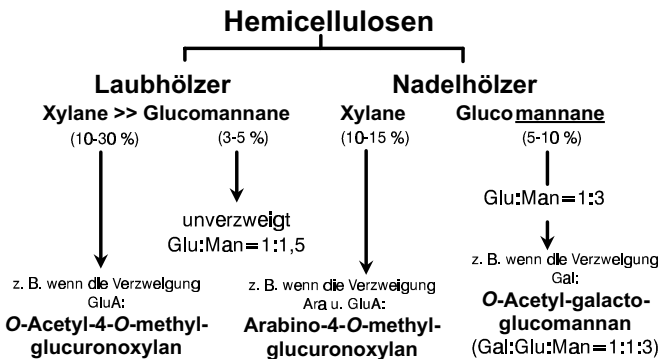 Hemicellulosen
Laubhölzer Nadelhölzer
Xylane >> Glucomannane Xylane Glucomannane
(10-30 %) (3-5 %) (10-15 %) (5-10 %)
Glu:Man=1:3
unverzweigt
Glu:Man=1:1,5
z. B. wenn die Verzweigung
GluA:
O-Acetyl-4-O-methyl-
glucuronoxylan
z. B. wenn die Verzweigung
Ara u. GluA:
Arabino-4-O-methyl-
glucuronoxylan
z. B. wenn die Verzweigung
Gal:
O-Acetyl-galacto-
glucomannan
(Gal:Glu:Man=1:1:3)